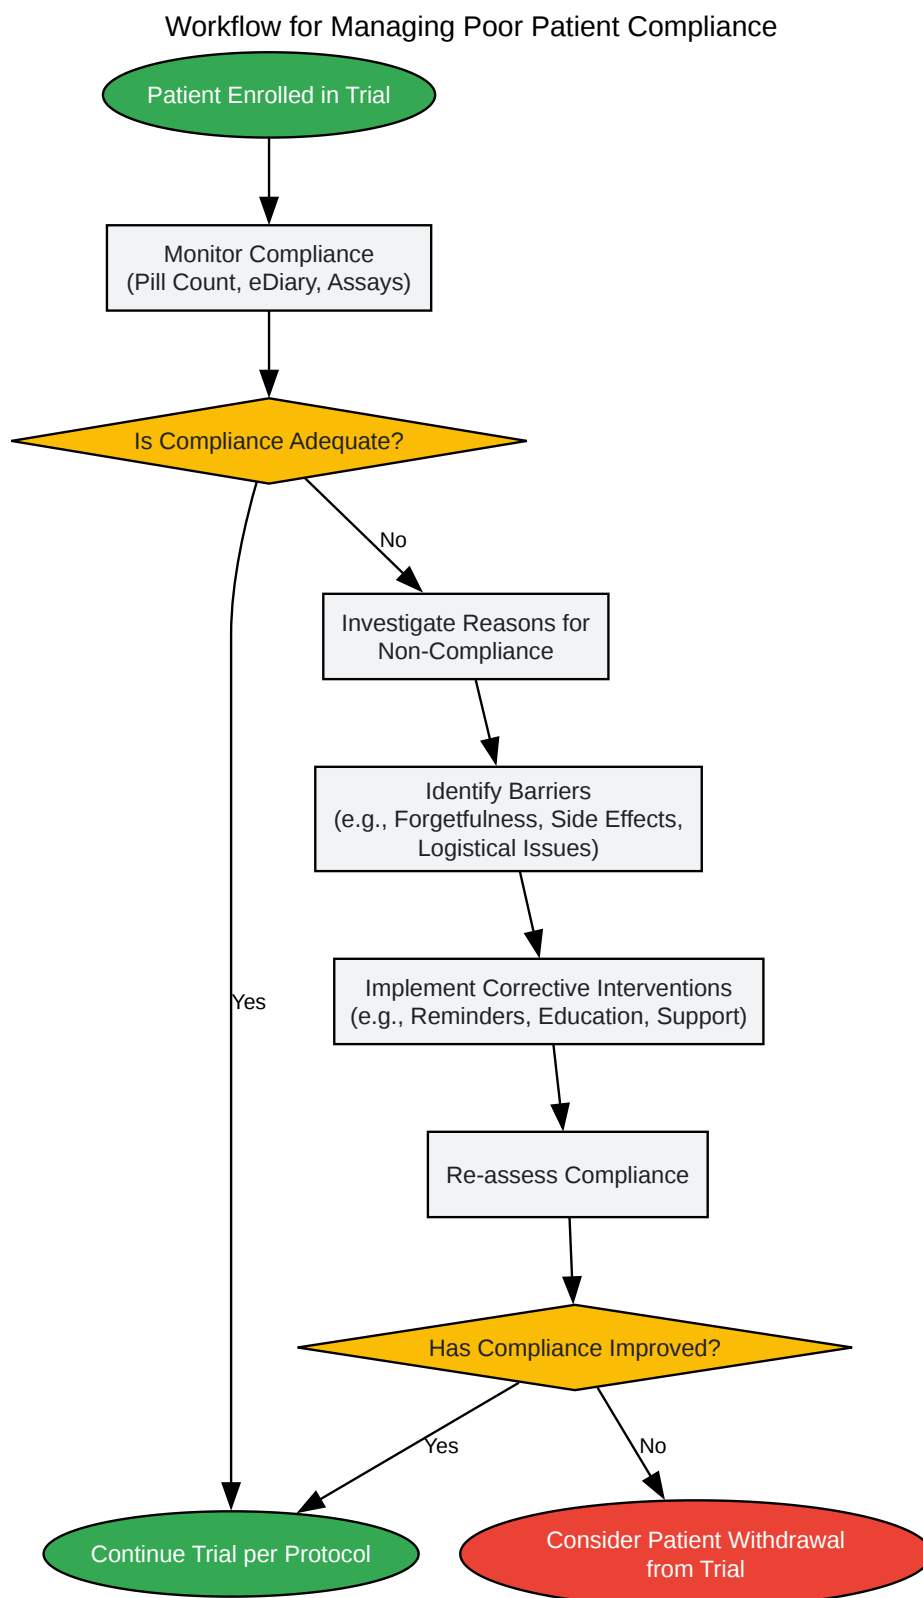 Workflow for Managing Poor Patient Compliance
Patient Enrolled in Trial
Monitor Compliance
(Pill Count, eDiary, Assays)
Is Compliance Adequate?
No
Investigate Reasons for
Non-Compliance
Identify Barriers
(e.g., Forgetfulness, Side Effects,
Logistical Issues)
Implement Corrective Interventions
(e.g., Reminders, Education, Support)
Yes
Re-assess Compliance
Has Compliance Improved?
Yes
No
Continue Trial per Protocol
Consider Patient Withdrawal
from Trial